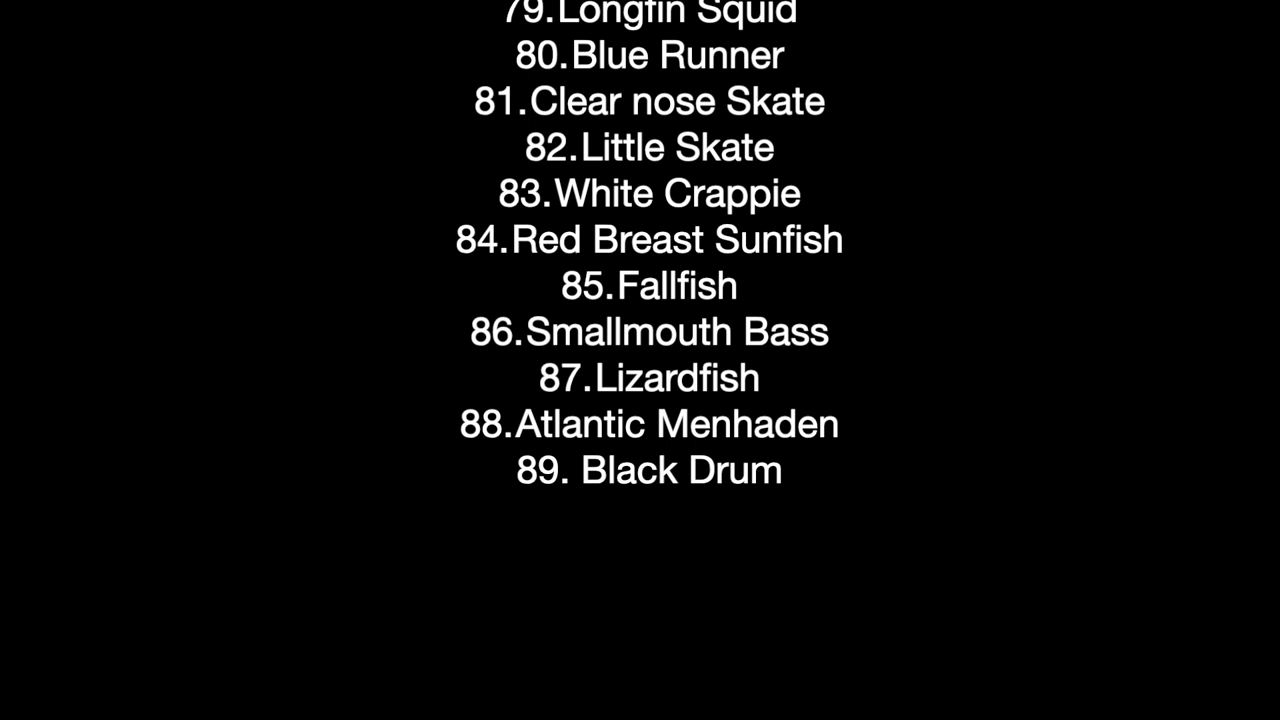 79.Longfin Squid
80.Blue Runner
81.Clear nose Skate
82.Little Skate
83.White Crappie
84.Red Breast Sunfish
85.Fallfish
86.Smallmouth Bass
87.Lizardfish
88.Atlantic Menhaden
89. Black Drum